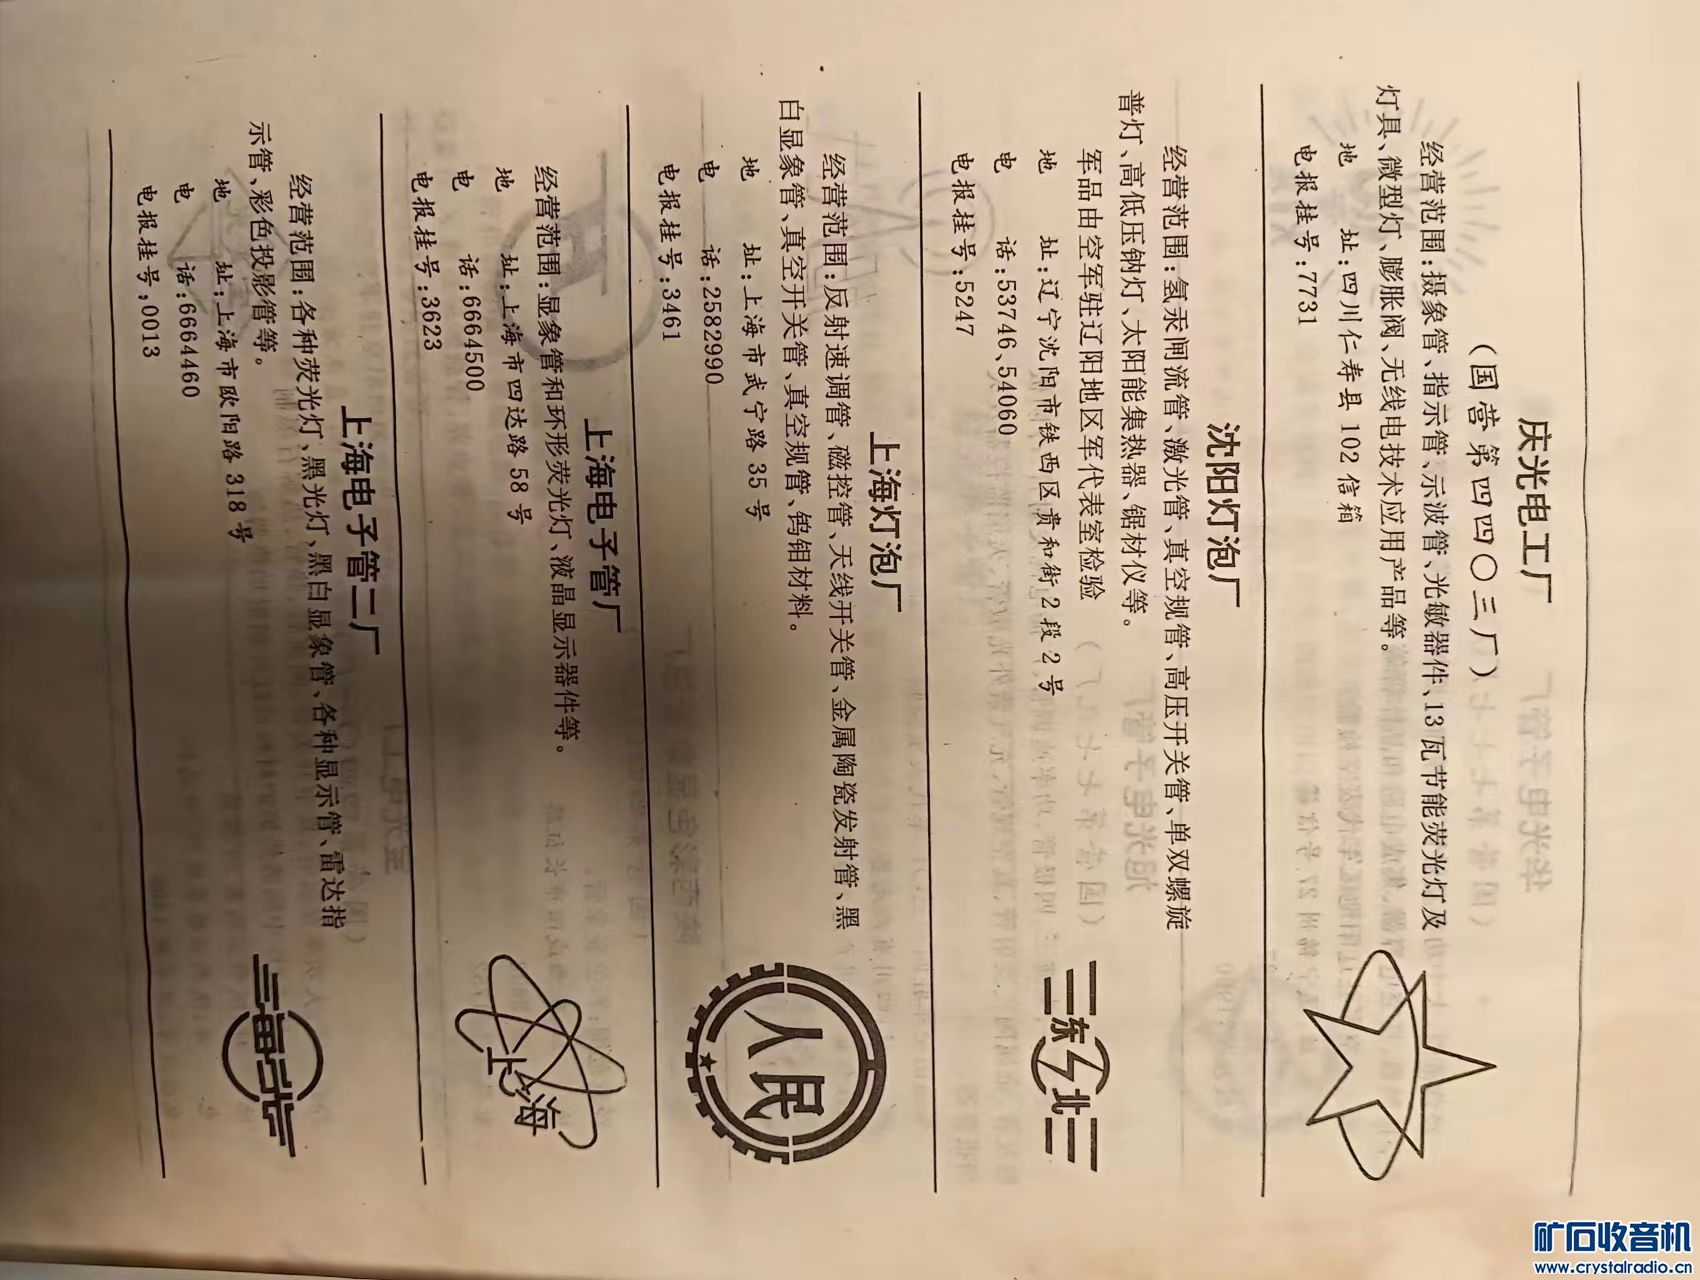 庆光电工厂
(国营第四四〇三厂)
经营范围:摄象管、指示管、示波管、光敏器件、13瓦节能荧光灯及
灯具、微型灯、膨胀阀、无线电技术应用产品等。
地 址:四川仁寿县102信箱
电报挂号:7731
沈阳灯泡厂
经营范围:氢汞闸流管、激光管、真空规管、高压开关管、单双螺旋
普灯、高低压钠灯、太阳能集热器、锯材仪等。
军品由空军驻辽阳地区军代表室检验
地 址:辽宁沈阳市铁西区贵和街2段2号
电 话:53746、54060
电报挂号:5247
东北
上海灯泡厂
经营范围:反射速调管、磁控管、天线开关管、金属陶瓷发射管、黑
白显象管、真空开关管、真空规管、钨钼材料。
地 址:上海市武宁路35号
电 话:2582990
电报挂号:3461
人民
上海电子管厂
经营范围:显象管和环形荧光灯、液晶显示器件等。
地 址:上海市四达路58号
电 话:6664500
电报挂号:3623
上海
上海电子管二厂
经营范围:各种荧光灯、黑光灯、黑白显象管、各种显示管、雷达指
示管、彩色投影管等。
地 址:上海市欧阳路318号
电 话:6664460
电报挂号:0013
矿石收音机
www.crystalradio.cn